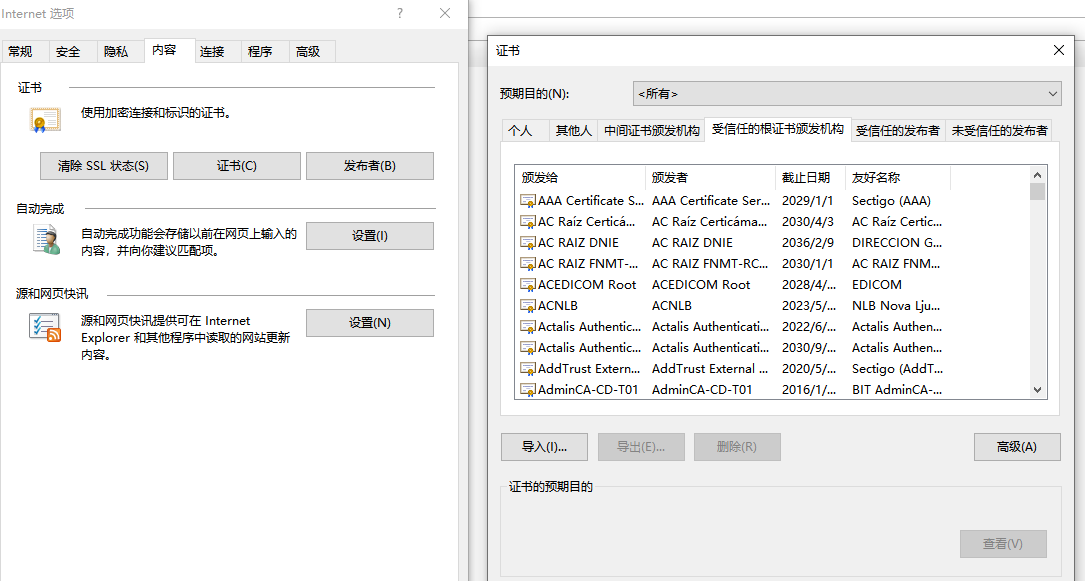 Internet 选项
?
常规 安全 隐私 内容 连接 程序 高级
证书
使用加密连接和标识的证书。
清除 SSL 状态(S) 证书(C) 发布者(B)
自动完成
自动完成功能会存储以前在网页上输入的
内容，并向你建议匹配项。
设置(I)
源和网页快讯
源和网页快讯提供可在 Internet
Explorer 和其他程序中读取的网站更新
内容。
设置(N)
证书
预期目的(N): <所有>
个人 其他人 中间证书颁发机构 受信任的根证书颁发机构 受信任的发布者 未受信任的发布者
颁发给 颁发者 截止日期 友好名称
AAA Certificate S... AAA Certificate Ser... 2029/1/1 Sectigo (AAA)
AC Raíz Certicá... AC Raíz Certicáma... 2030/4/3 AC Raíz Certic...
AC RAIZ DNIE AC RAIZ DNIE 2036/2/9 DIRECCION G...
AC RAIZ FNMT-... AC RAIZ FNMT-RC... 2030/1/1 AC RAIZ FNM...
ACEDICOM Root ACEDICOM Root 2028/4/... EDICOM
ACNLB ACNLB 2023/5/... NLB Nova Lju...
Actalis Authentic... Actalis Authenticati... 2022/6/... Actalis Authen...
Actalis Authentic... Actalis Authenticati... 2030/9/... Actalis Authen...
AddTrust Extern... AddTrust External ... 2020/5/... Sectigo (AddT...
AdminCA-CD-T01 AdminCA-CD-T01 2016/1/... BIT AdminCA-...
导入(I)... 导出(E)... 删除(R) 高级(A)
证书的预期目的
查看(V)